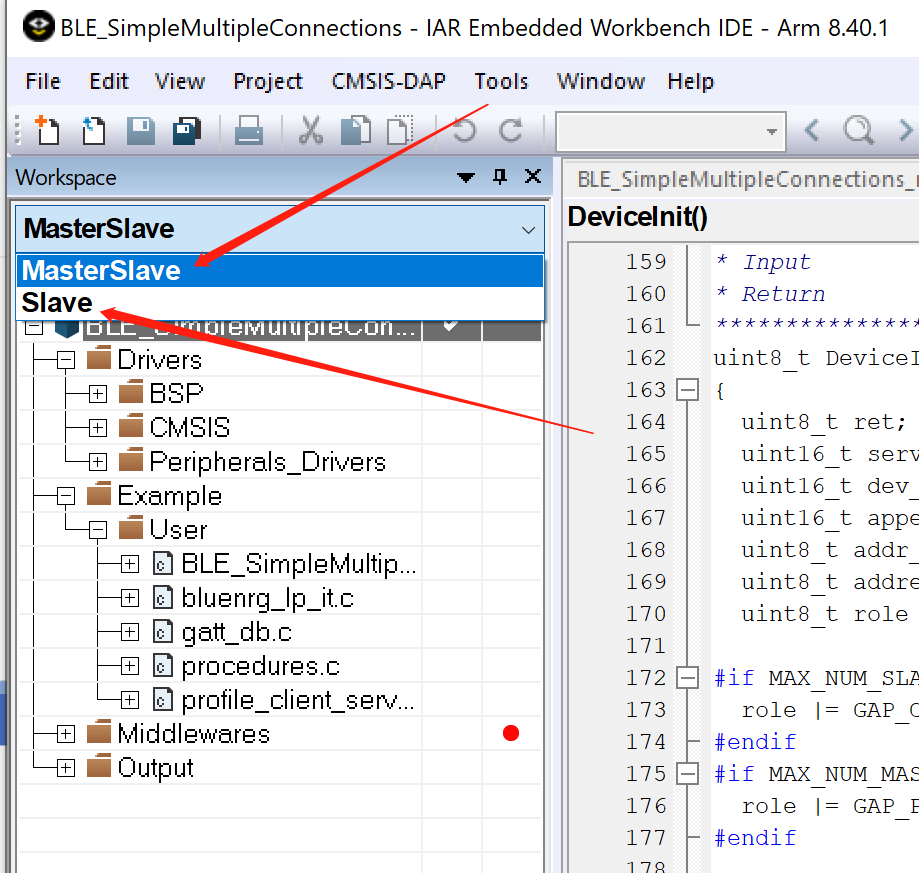 BLE_SimpleMultipleConnections - IAR Embedded Workbench IDE - Arm 8.40.1
File Edit View Project CMSIS-DAP Tools Window Help
Workspace
BLE_SimpleMultipleConnections_
MasterSlave
DeviceInit()
MasterSlave
Slave
BLE_SimpleMultipleCon...
Drivers
BSP
CMSIS
Peripherals_Drivers
Example
User
BLE_SimpleMultip...
bluenrg_lp_it.c
gatt_db.c
procedures.c
profile_client_serv...
Middlewares
Output
159 * Input
160 * Return
161 ****************
162 uint8_t DeviceI
163 {
164 uint8_t ret;
165 uint16_t serv
166 uint16_t dev_
167 uint16_t appe
168 uint8_t addr_
169 uint8_t addre
170 uint8_t role
171
172 #if MAX_NUM_SLA
173 role |= GAP_C
174 #endif
175 #if MAX_NUM_MAS
176 role |= GAP_P
177 #endif
178